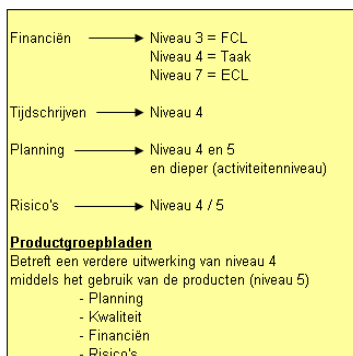 Financiën Niveau 3 = FCL
Niveau 4 = Taak
Niveau 7 = ECL
Tijdschrijven Niveau 4
Planning Niveau 4 en 5
en dieper (activiteitenniveau)
Risico's Niveau 4 / 5
Productgroepbladen
Betreft een verdere uitwerking van niveau 4
middels het gebruik van de producten (niveau 5)
- Planning
- Kwaliteit
- Financiën
- Risico's